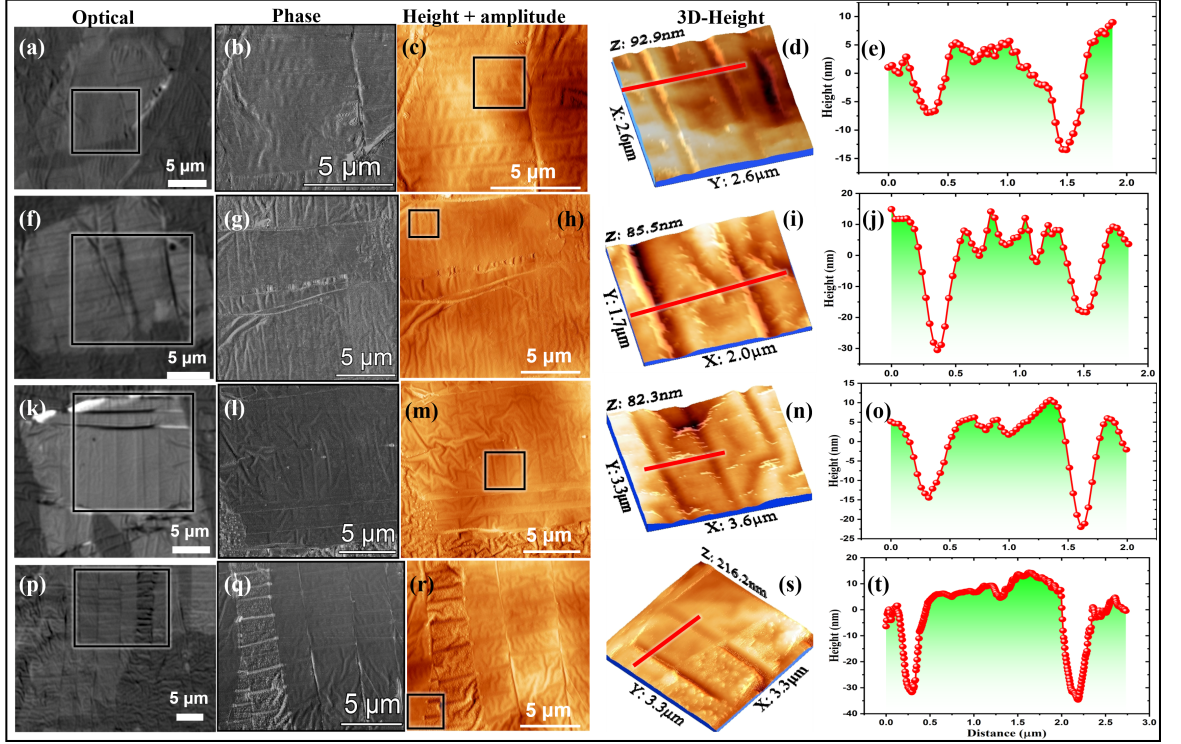 Optical Phase Height + amplitude 3D-Height
(a) 5 µm
(b) 5 µm
(c) 5 µm
Z: 92.9nm (d)
X: 2.6µm
Y: 2.6µm
(e)
Height (nm)
10
5
0
-5
-10
-15
0.0 0.5 1.0 1.5 2.0
(f) 5 µm
(g) 5 µm
(h) 5 µm
Z: 85.5nm (i)
Y: 1.7µm
X: 2.0µm
(j)
Height (nm)
20
10
0
-10
-20
-30
0.0 0.5 1.0 1.5 2.0
(k) 5 µm
(l) 5 µm
(m) 5 µm
Z: 82.3nm (n)
Y: 3.3µm
X: 3.6µm
(o)
Height (nm)
15
10
5
0
-5
-10
-15
-20
-25
0.0 0.5 1.0 1.5 2.0
(p) 5 µm
(q) 5 µm
(r) 5 µm
Z: 216.2nm (s)
Y: 3.3µm
X: 3.3µm
(t)
Height (nm)
20
10
0
-10
-20
-30
-40
0.0 0.5 1.0 1.5 2.0 2.5 3.0
Distance (µm)